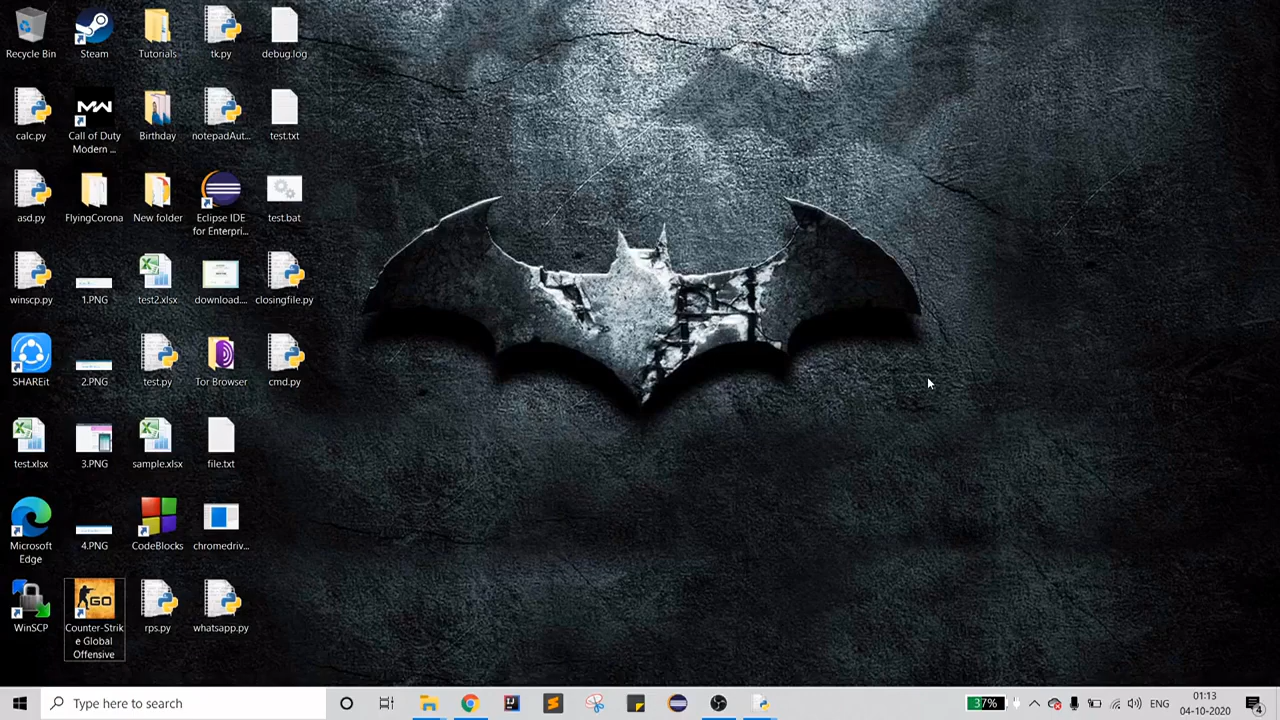 Recycle Bin
Steam
Tutorials
tk.py
debug.log
calc.py
MW
Call of Duty
Modern ...
Birthday
notepadAut...
test.txt
asd.py
FlyingCorona
New folder
Eclipse IDE
for Enterpri...
test.bat
winscp.py
1.PNG
test2.xlsx
download....
closingfile.py
SHAREit
2.PNG
test.py
Tor Browser
cmd.py
test.xlsx
3.PNG
sample.xlsx
file.txt
Microsoft
Edge
4.PNG
CodeBlocks
chromedriv...
WinSCP
GO
Counter-Strik
e Global
Offensive
rps.py
whatsapp.py
Type here to search
37%
ENG
01:13
04-10-2020
4